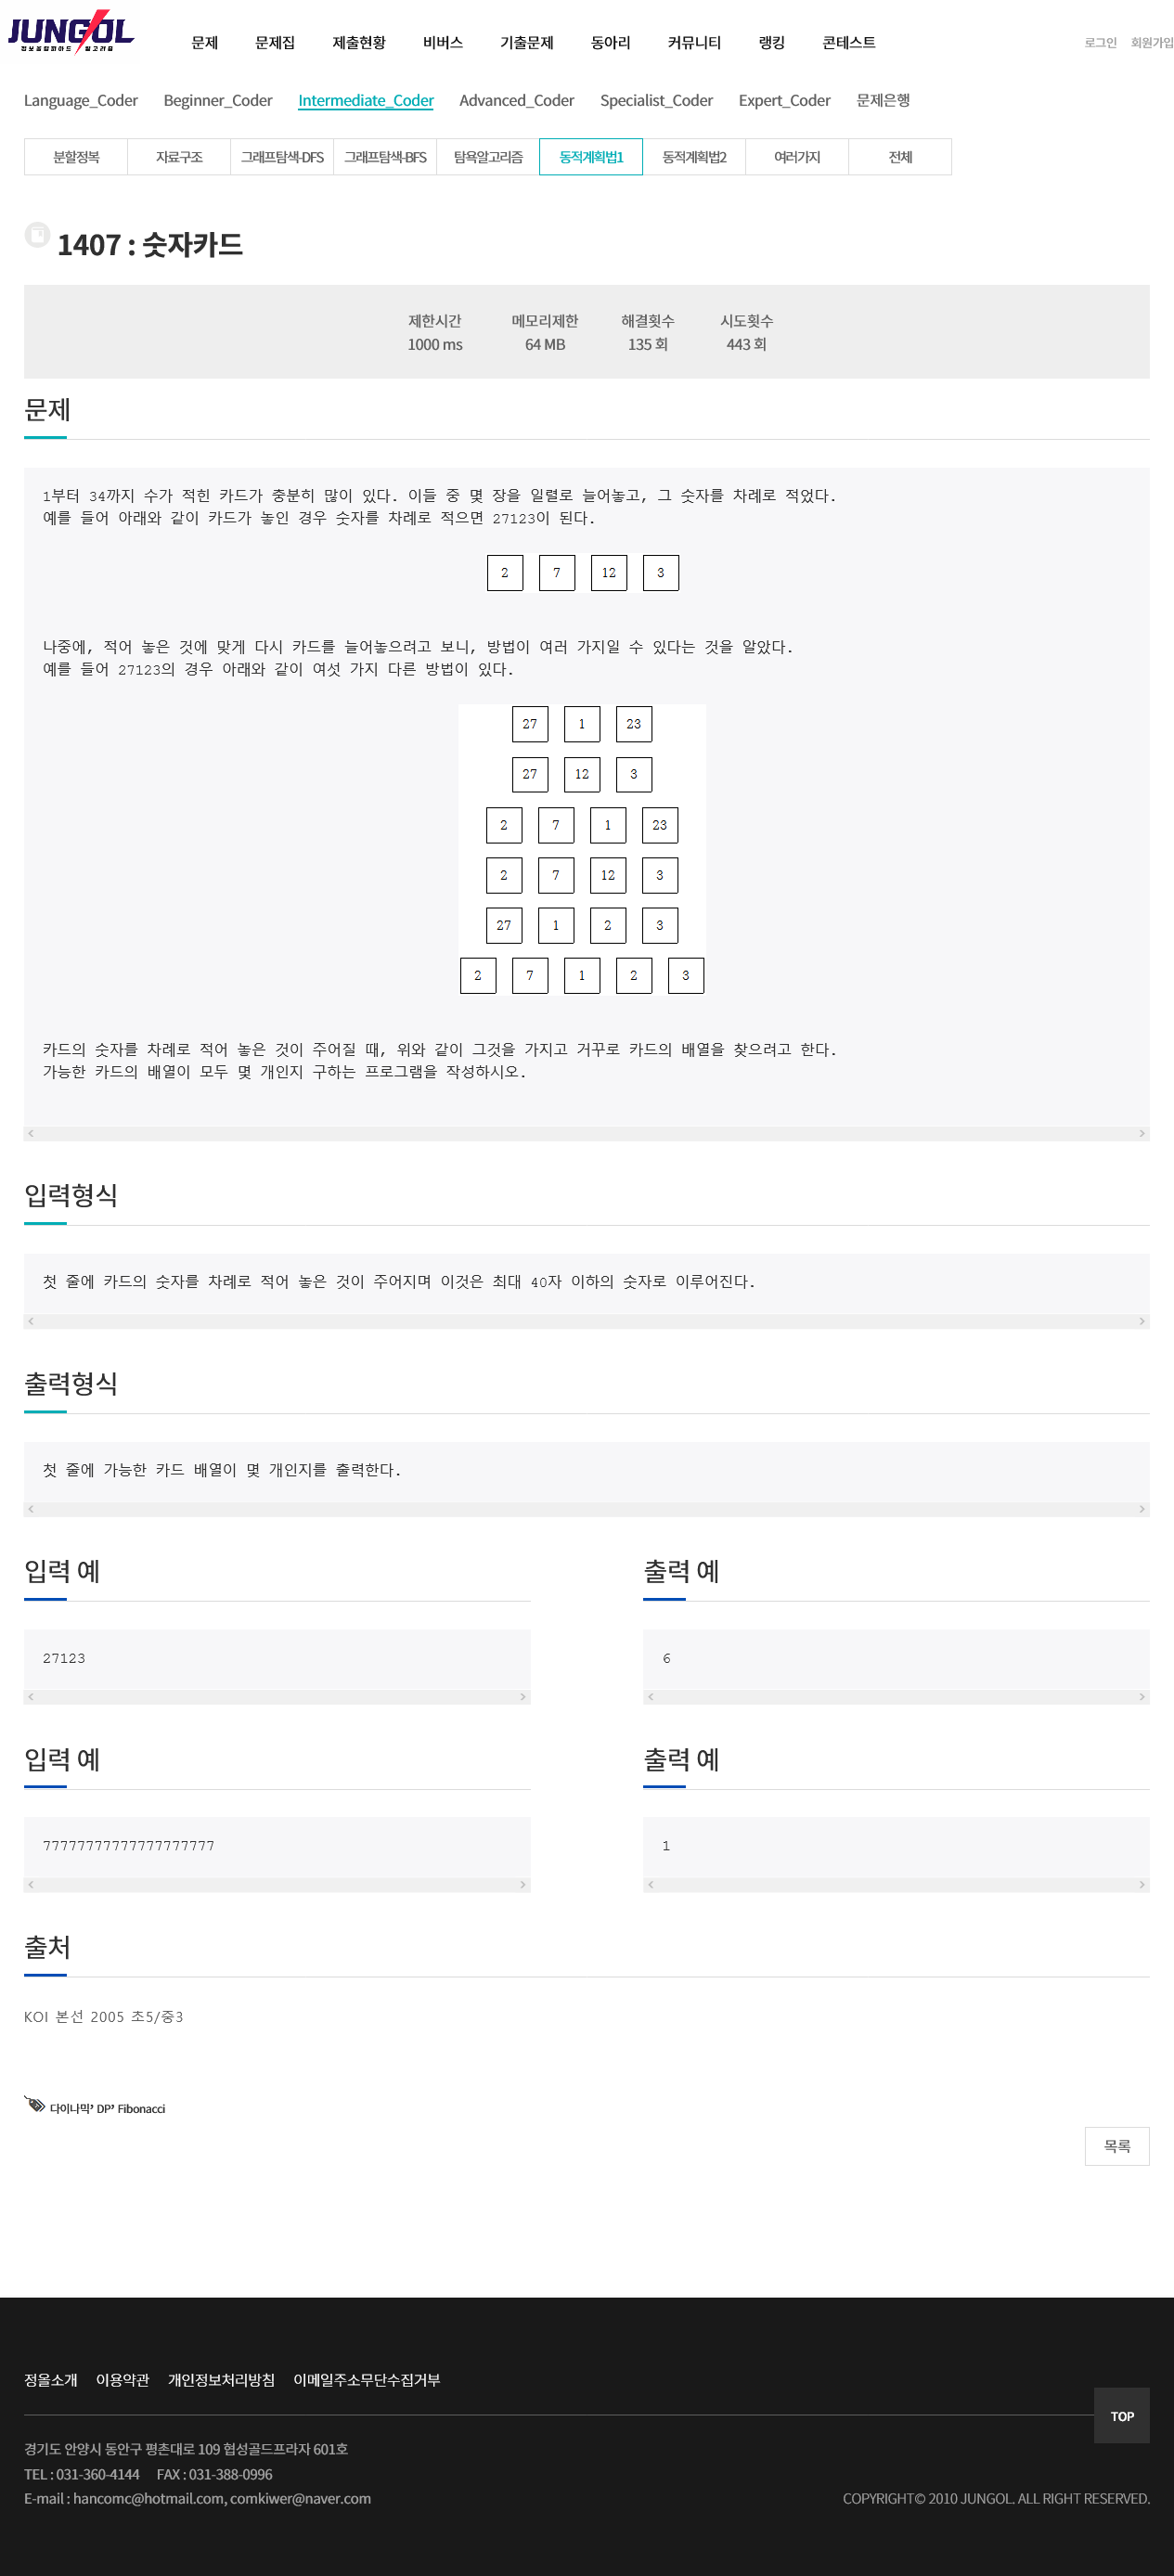 JUNGOL
정보올림피아드 & 알고리즘
문제 문제집 제출현황 비버스 기출문제 동아리 커뮤니티 랭킹 콘테스트 로그인 회원가입
Language_Coder Beginner_Coder Intermediate_Coder Advanced_Coder Specialist_Coder Expert_Coder 문제은행
분할정복 자료구조 그래프탐색-DFS 그래프탐색-BFS 탐욕알고리즘 동적계획법1 동적계획법2 여러가지 전체
1407 : 숫자카드
제한시간 메모리제한 해결횟수 시도횟수
1000 ms 64 MB 135 회 443 회
문제
1부터 34까지 수가 적힌 카드가 충분히 많이 있다. 이들 중 몇 장을 일렬로 늘어놓고, 그 숫자를 차례로 적었다.
예를 들어 아래와 같이 카드가 놓인 경우 숫자를 차례로 적으면 27123이 된다.
2 7 12 3
나중에, 적어 놓은 것에 맞게 다시 카드를 늘어놓으려고 보니, 방법이 여러 가지일 수 있다는 것을 알았다.
예를 들어 27123의 경우 아래와 같이 여섯 가지 다른 방법이 있다.
27 1 23
27 12 3
2 7 1 23
2 7 12 3
27 1 2 3
2 7 1 2 3
카드의 숫자를 차례로 적어 놓은 것이 주어질 때, 위와 같이 그것을 가지고 거꾸로 카드의 배열을 찾으려고 한다.
가능한 카드의 배열이 모두 몇 개인지 구하는 프로그램을 작성하시오.
입력형식
첫 줄에 카드의 숫자를 차례로 적어 놓은 것이 주어지며 이것은 최대 40자 이하의 숫자로 이루어진다.
출력형식
첫 줄에 가능한 카드 배열이 몇 개인지를 출력한다.
입력 예 출력 예
27123 6
입력 예 출력 예
77777777777777777777 1
출처
KOI 본선 2005 초5/중3
다이나믹, DP, Fibonacci
목록
정올소개 이용약관 개인정보처리방침 이메일주소무단수집거부
TOP
경기도 안양시 동안구 평촌대로 109 협성골드프라자 601호
TEL : 031-360-4144 FAX : 031-388-0996
E-mail : hancomc@hotmail.com, comkiwer@naver.com COPYRIGHT© 2010 JUNGOL. ALL RIGHT RESERVED.